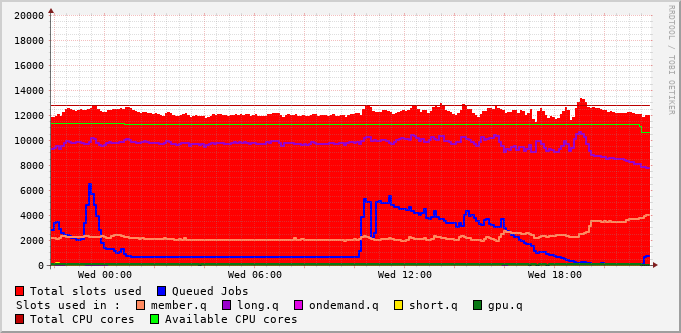 20000
18000
16000
14000
12000
10000
8000
6000
4000
2000
0
Wed 00:00 Wed 06:00 Wed 12:00 Wed 18:00
RRDTOOL / TOBI OETIKER
Total slots used Queued Jobs
Slots used in : member.q long.q ondemand.q short.q gpu.q
Total CPU cores Available CPU cores